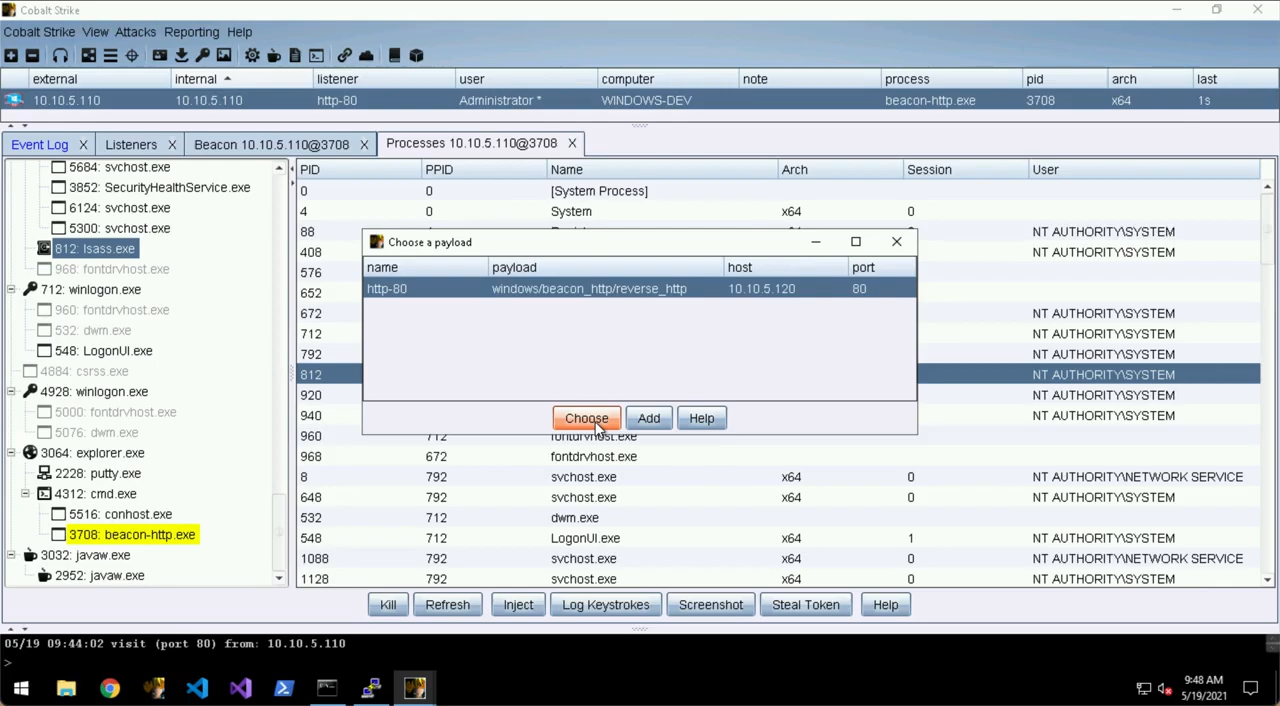 Cobalt Strike
Cobalt Strike View Attacks Reporting Help
external internal listener user computer note process pid arch last
10.10.5.110 10.10.5.110 http-80 Administrator * WINDOWS-DEV beacon-http.exe 3708 x64 1s
Event Log X Listeners X Beacon 10.10.5.110@3708 X Processes 10.10.5.110@3708 X
5684: svchost.exe
3852: SecurityHealthService.exe
6124: svchost.exe
5300: svchost.exe
812: lsass.exe
968: fontdrvhost.exe
712: winlogon.exe
960: fontdrvhost.exe
532: dwm.exe
548: LogonUI.exe
4884: csrss.exe
4928: winlogon.exe
5000: fontdrvhost.exe
5076: dwm.exe
3064: explorer.exe
2228: putty.exe
4312: cmd.exe
5516: conhost.exe
3708: beacon-http.exe
3032: javaw.exe
2952: javaw.exe
PID PPID Name Arch Session User
0 0 [System Process]
4 0 System x64 0
88 NT AUTHORITY\SYSTEM
408 NT AUTHORITY\SYSTEM
576
652
672 NT AUTHORITY\SYSTEM
712 NT AUTHORITY\SYSTEM
792 NT AUTHORITY\SYSTEM
812 NT AUTHORITY\SYSTEM
920 NT AUTHORITY\SYSTEM
940 NT AUTHORITY\SYSTEM
960 712 fontdrvhost.exe
968 672 fontdrvhost.exe
8 792 svchost.exe x64 0 NT AUTHORITY\NETWORK SERVICE
648 792 svchost.exe x64 0 NT AUTHORITY\SYSTEM
532 712 dwm.exe
548 712 LogonUI.exe x64 1 NT AUTHORITY\SYSTEM
1088 792 svchost.exe x64 0 NT AUTHORITY\NETWORK SERVICE
1128 792 svchost.exe x64 0 NT AUTHORITY\SYSTEM
Choose a payload
name payload host port
http-80 windows/beacon_http/reverse_http 10.10.5.120 80
Choose Add Help
Kill Refresh Inject Log Keystrokes Screenshot Steal Token Help
05/19 09:44:02 visit (port 80) from: 10.10.5.110
>
9:48 AM
5/19/2021